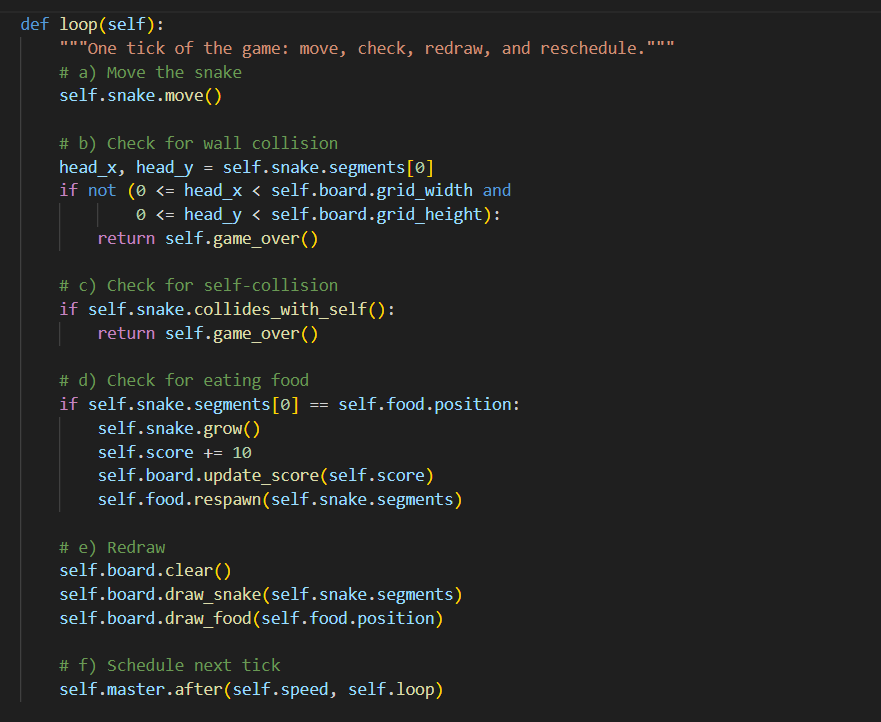 def loop(self):
    """One tick of the game: move, check, redraw, and reschedule."""
    # a) Move the snake
    self.snake.move()

    # b) Check for wall collision
    head_x, head_y = self.snake.segments[0]
    if not (0 <= head_x < self.board.grid_width and
            0 <= head_y < self.board.grid_height):
        return self.game_over()

    # c) Check for self-collision
    if self.snake.collides_with_self():
        return self.game_over()

    # d) Check for eating food
    if self.snake.segments[0] == self.food.position:
        self.snake.grow()
        self.score += 10
        self.board.update_score(self.score)
        self.food.respawn(self.snake.segments)

    # e) Redraw
    self.board.clear()
    self.board.draw_snake(self.snake.segments)
    self.board.draw_food(self.food.position)

    # f) Schedule next tick
    self.master.after(self.speed, self.loop)